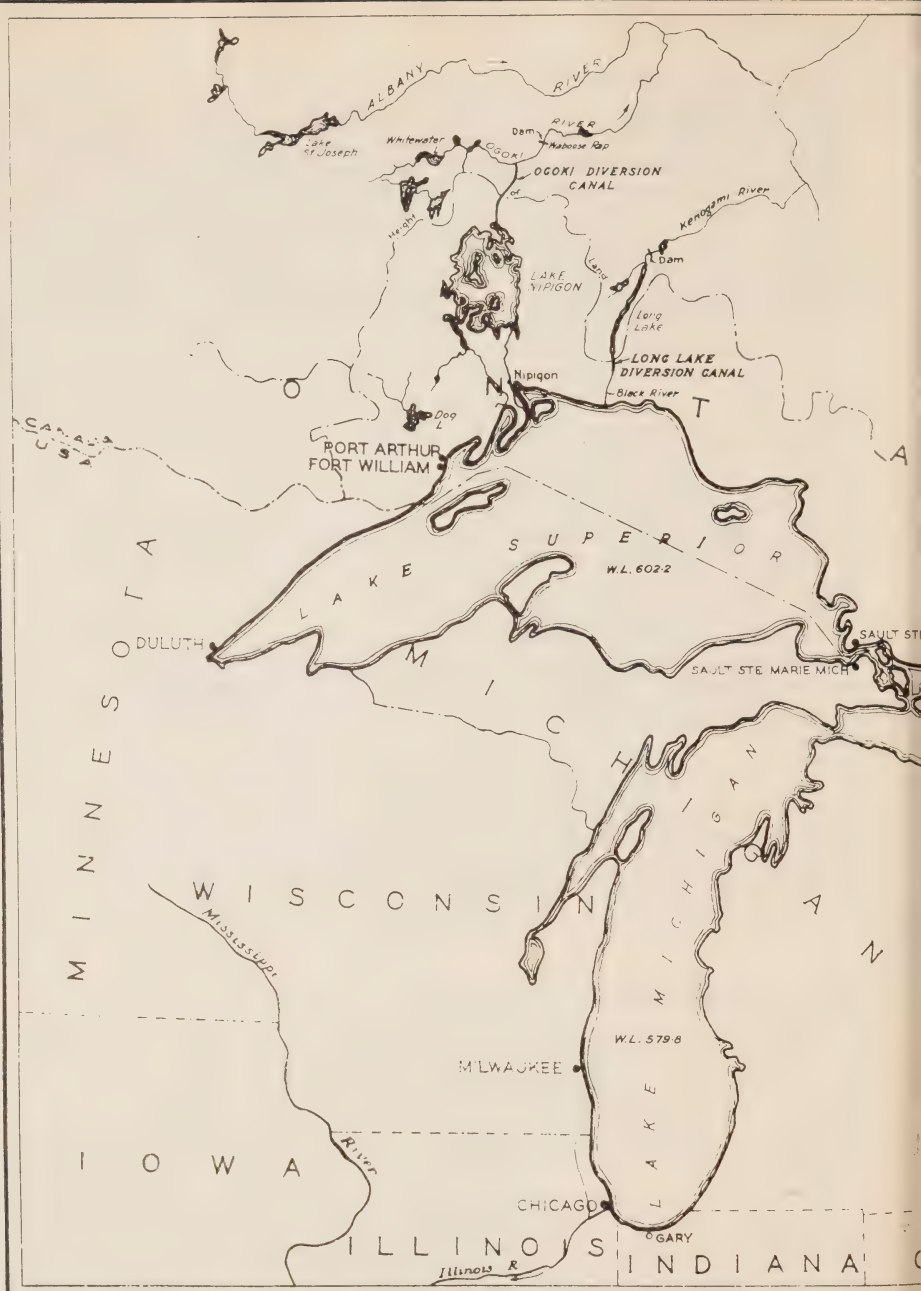 ALBANY RIVER
Lake
St Joseph
Whitewater
OGOKI RIVER
Dam
Waboose Rap
OGOKI DIVERSION
CANAL
Height of Land
Kenogami River
Dam
LAKE
NIPIGON
Long
Lake
LONG LAKE
DIVERSION CANAL
Nipigon
Black River
O N T A
Dog
L
CANADA
USA
PORT ARTHUR
FORT WILLIAM
LAKE SUPERIOR
W.L. 602·2
DULUTH
SAULT STE
SAULT STE MARIE MICH
MINNESOTA
MICHIGAN
WISCONSIN
Mississippi River
LAKE MICHIGAN
W.L. 579·8
MILWAUKEE
IOWA
CHICAGO
GARY
ILLINOIS
Illinois R
INDIANA